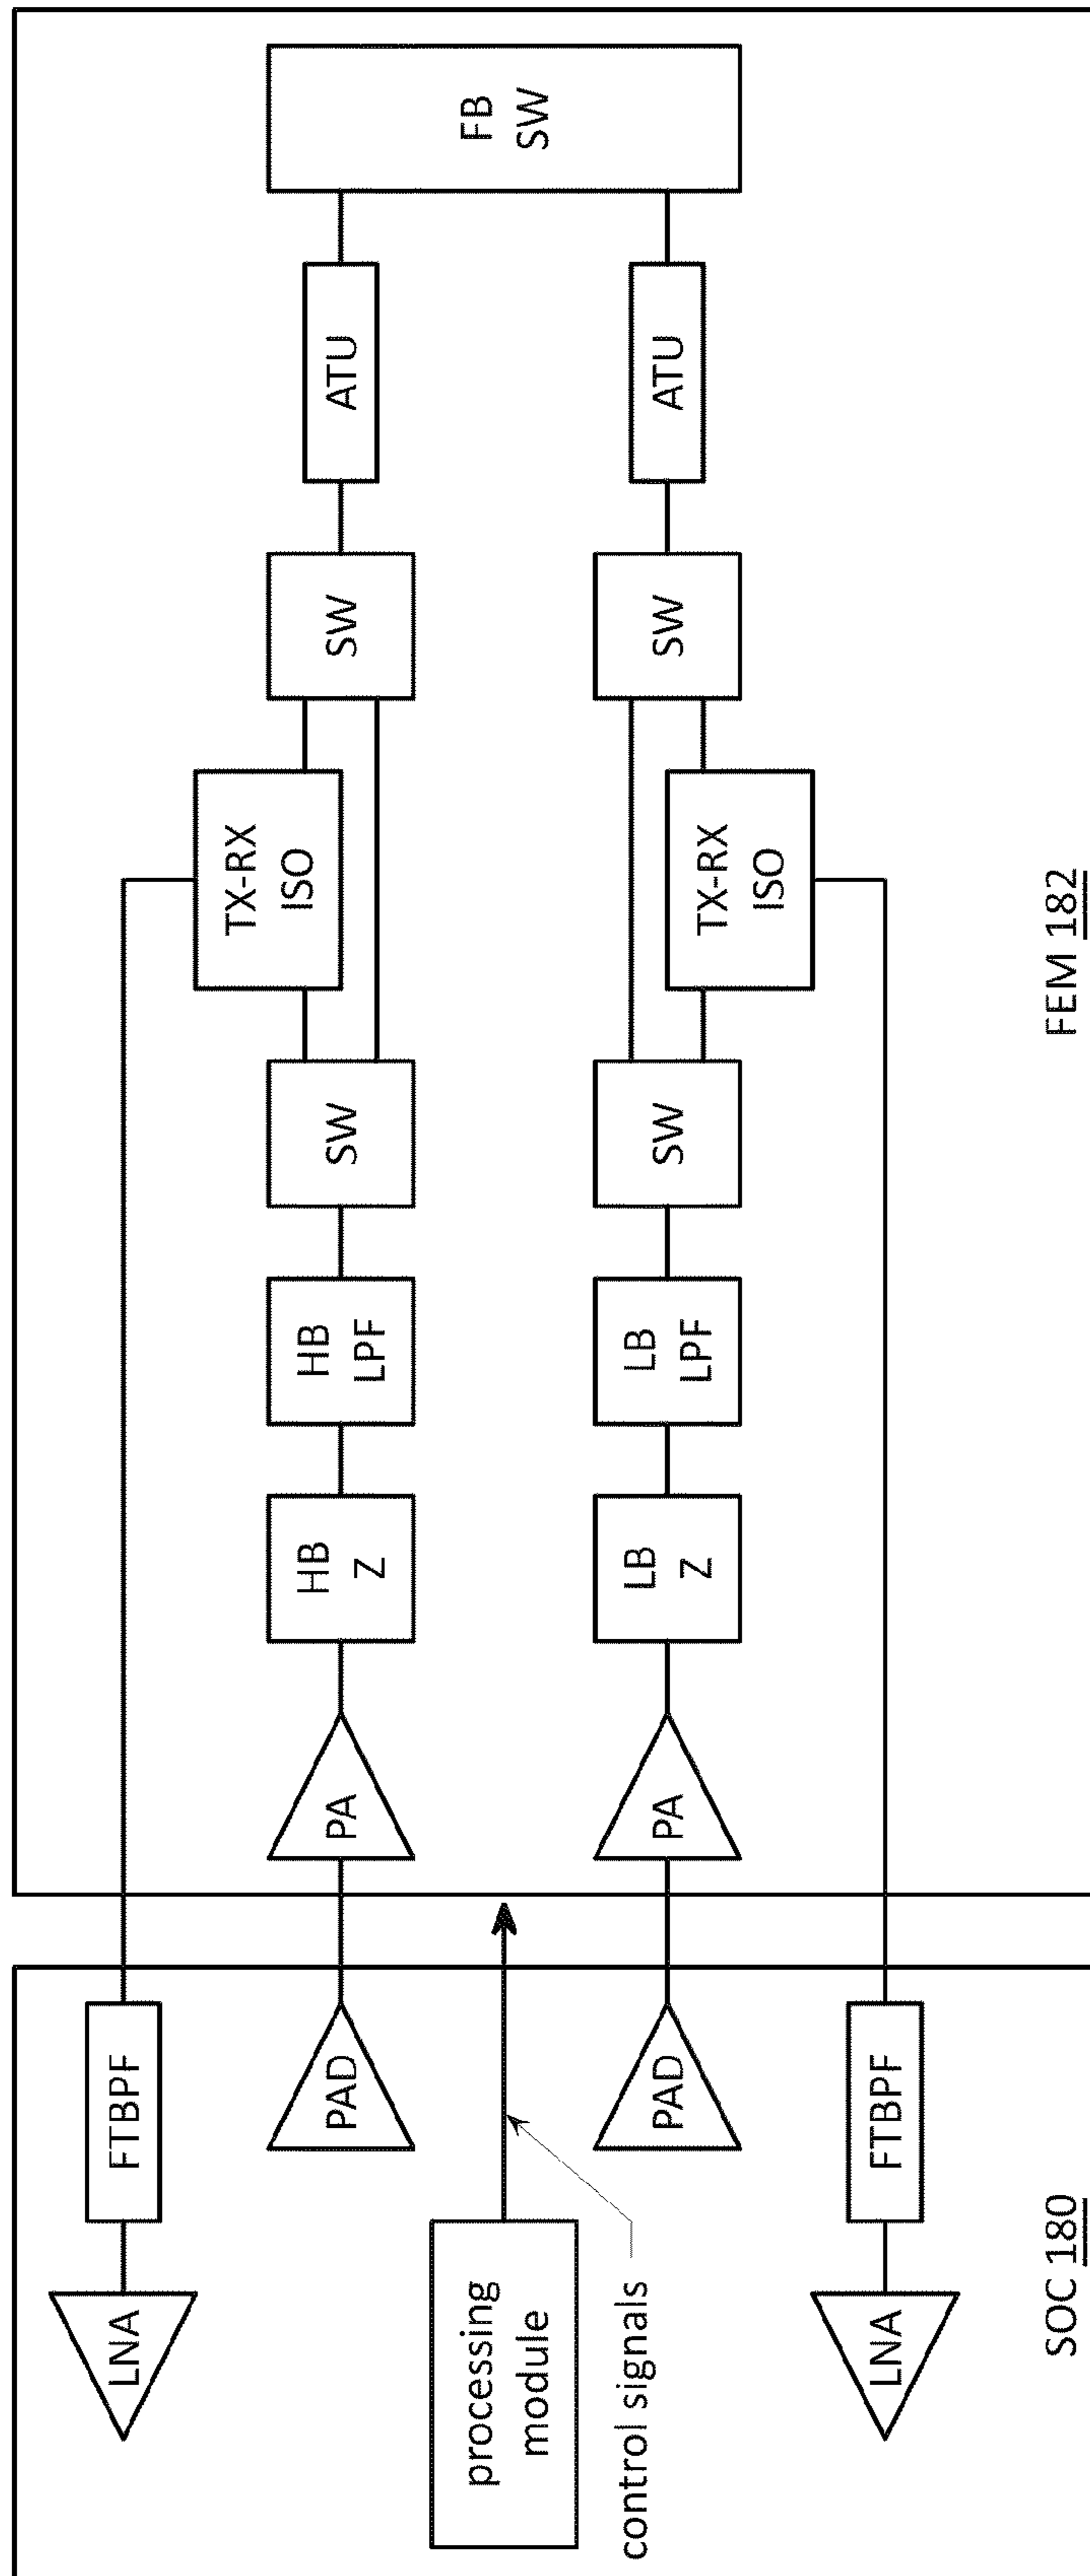 LNA
FTBPF
TX-RX
ISO
PAD
PA
HB
Z
HB
LPF
SW
SW
ATU
FB
SW
processing
module
control signals
PAD
PA
LB
Z
LB
LPF
SW
SW
ATU
TX-RX
ISO
LNA
FTBPF
SOC 180
FEM 182